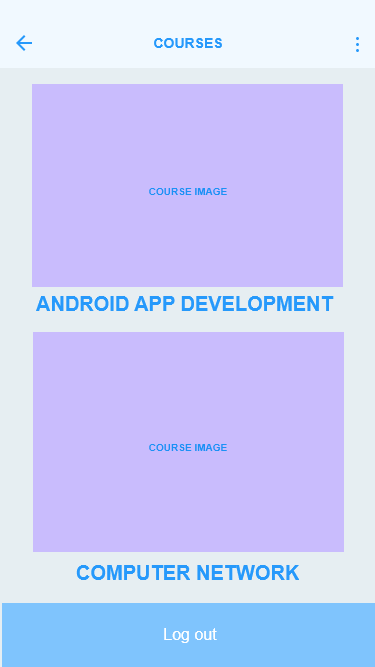 COURSES
COURSE IMAGE
ANDROID APP DEVELOPMENT
COURSE IMAGE
COMPUTER NETWORK
Log out